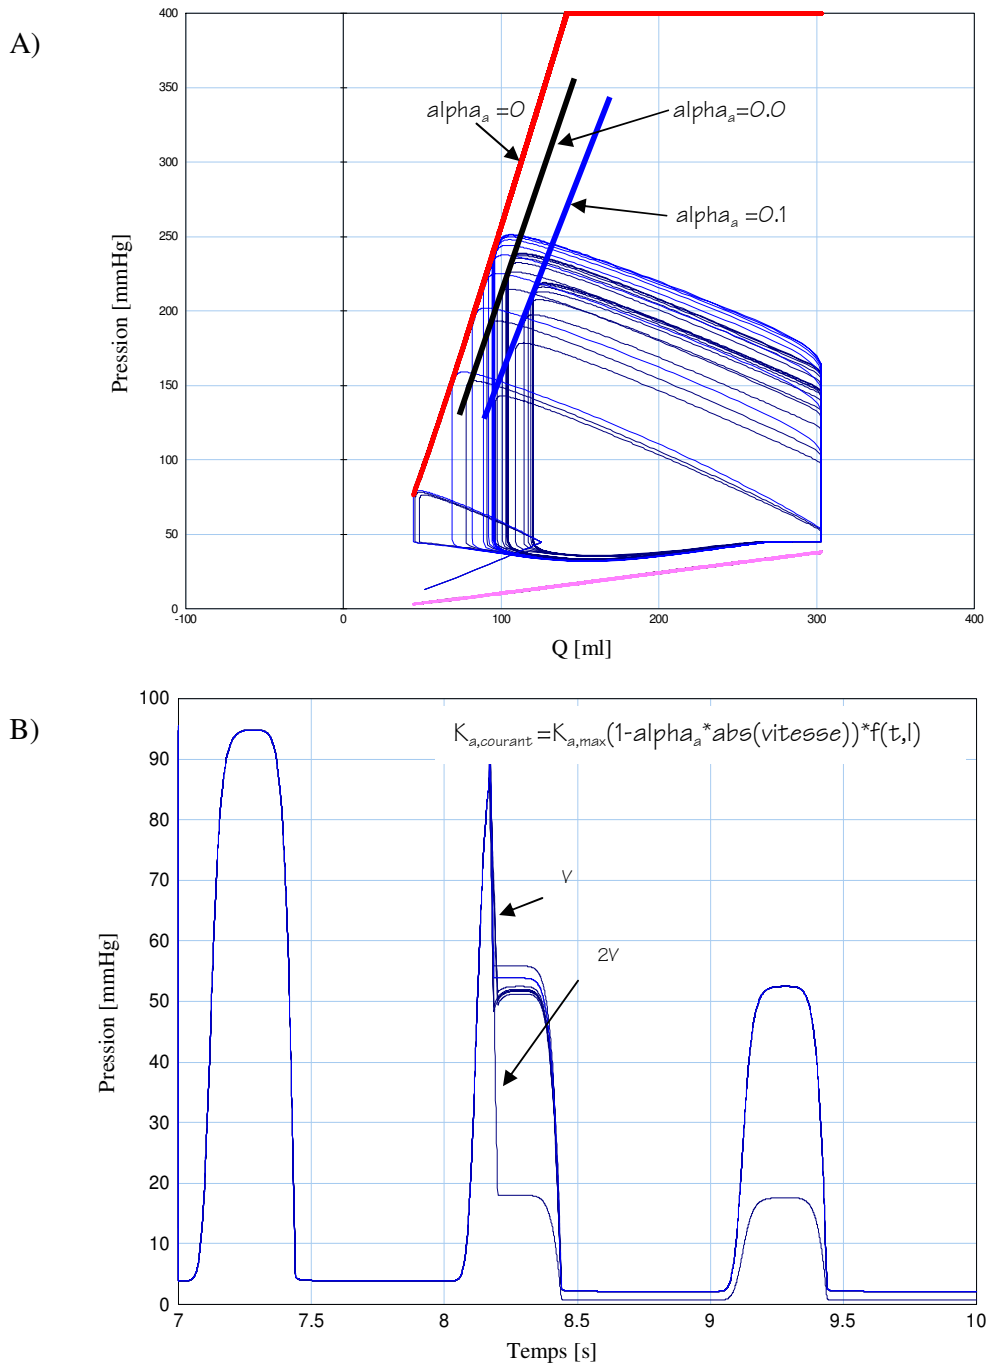 A)
400
350
300
250
200
150
100
50
0
-100
0
100
200
300
400
Pression [mmHg]
Q [ml]
alpha_a =0
alpha_a=0.0
alpha_a =0.1
B)
100
90
80
70
60
50
40
30
20
10
0
7
7.5
8
8.5
9
9.5
10
Pression [mmHg]
Temps [s]
K_a,courant=K_a,max(1-alpha_a*abs(vitesse))*f(t,l)
V
2V